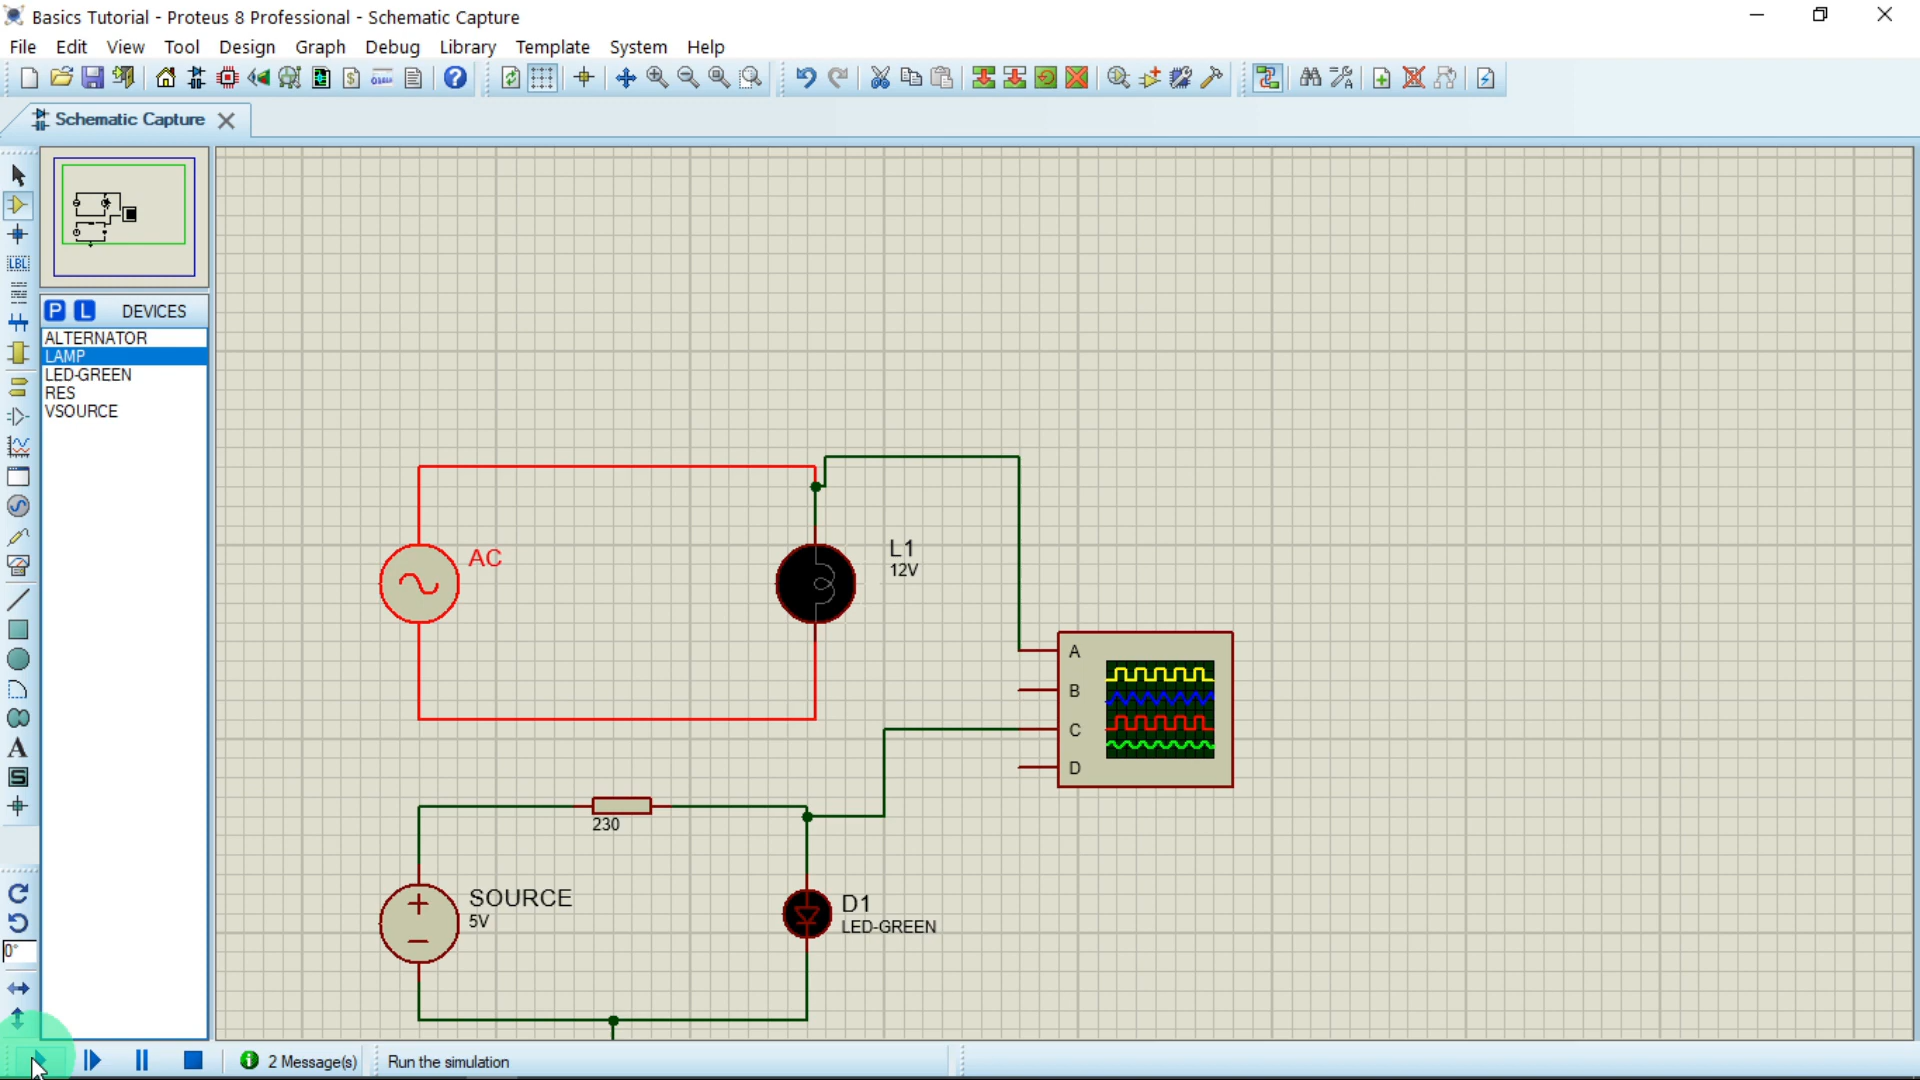 Basics Tutorial - Proteus 8 Professional - Schematic Capture
File Edit View Tool Design Graph Debug Library Template System Help
Schematic Capture
LBL
P L DEVICES
ALTERNATOR
LAMP
LED-GREEN
RES
VSOURCE
A
S
0°
AC
L1
12V
A
B
C
D
230
SOURCE
5V
D1
LED-GREEN
2 Message(s)
Run the simulation